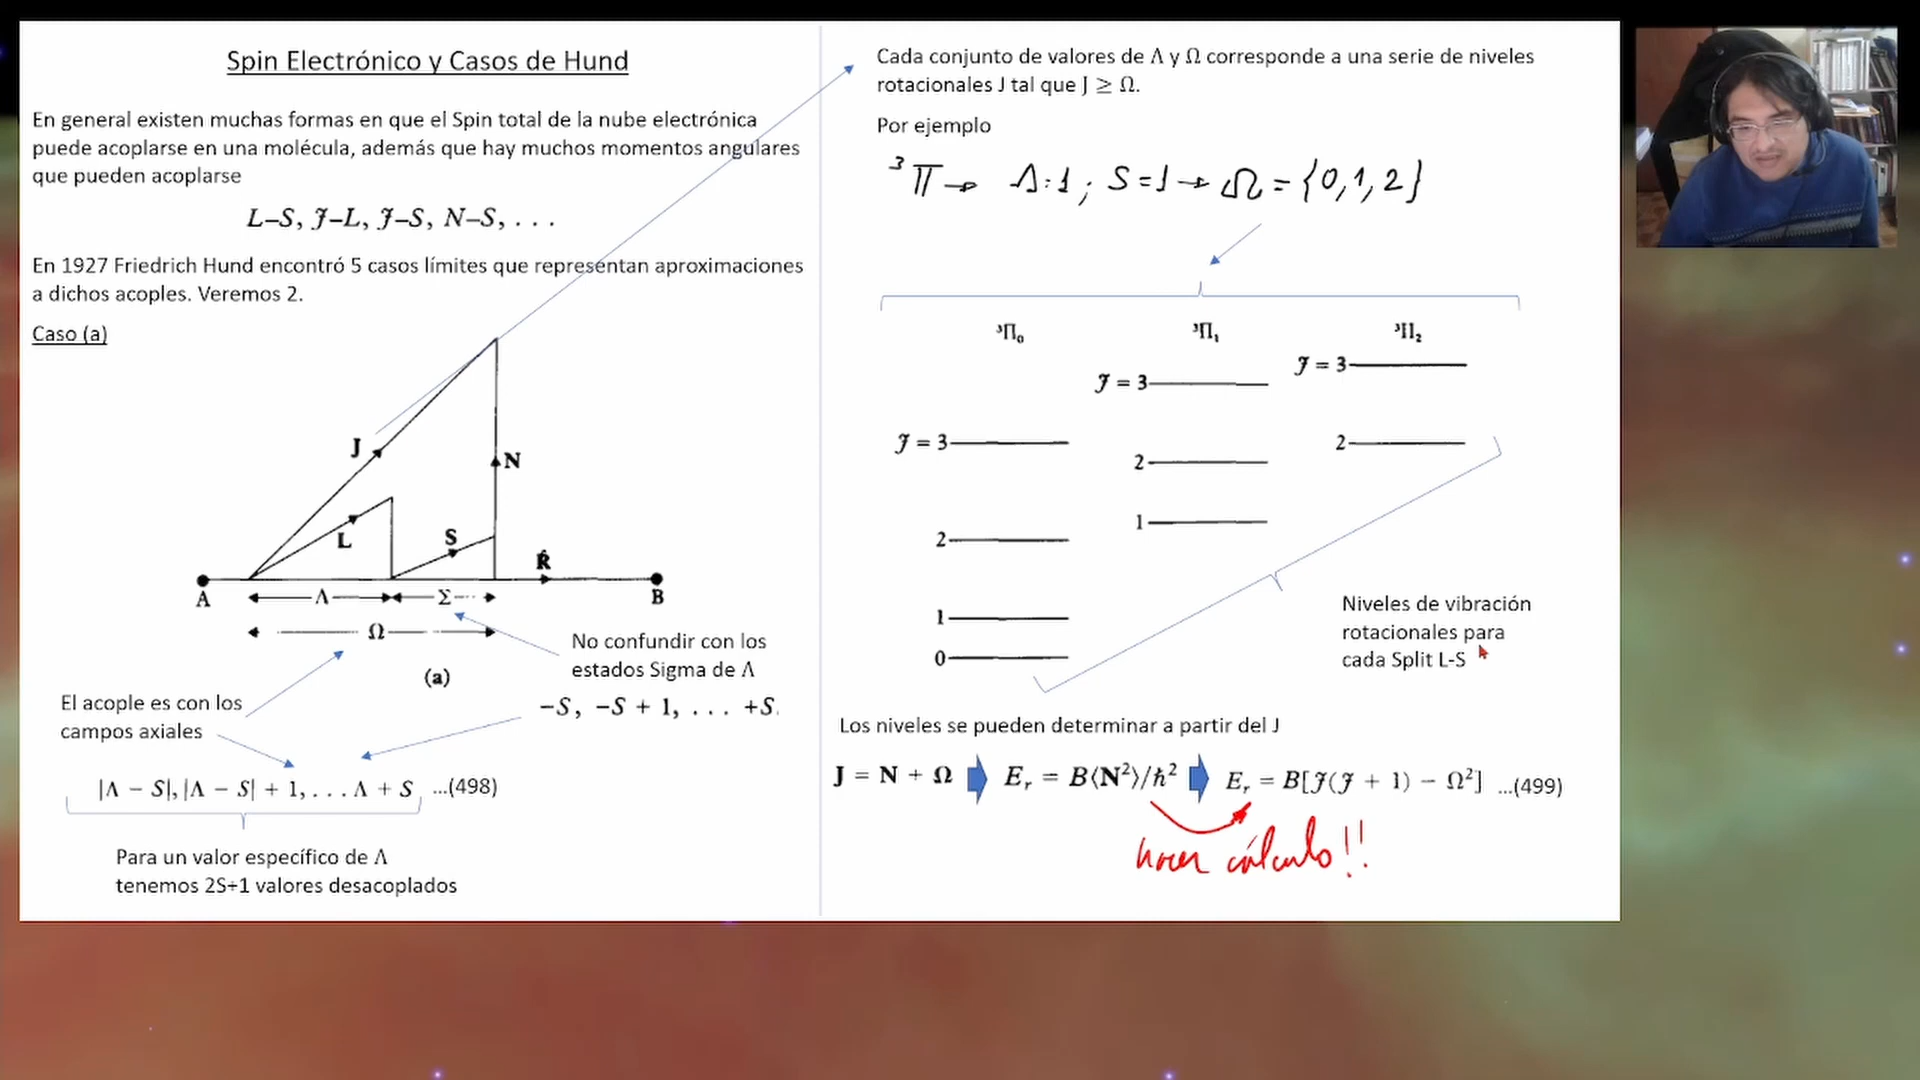 Spin Electrónico y Casos de Hund
En general existen muchas formas en que el Spin total de la nube electrónica
puede acoplarse en una molécula, además que hay muchos momentos angulares
que pueden acoplarse
L–S, J–L, J–S, N–S, . . .
En 1927 Friedrich Hund encontró 5 casos límites que representan aproximaciones
a dichos acoples. Veremos 2.
Caso (a)
J
N
L
S
R̂
A
Λ
Σ
B
Ω
(a)
No confundir con los
estados Sigma de Λ
−S, −S + 1, . . . +S.
El acople es con los
campos axiales
|Λ − S|, |Λ − S| + 1, . . . Λ + S ...(498)
Para un valor específico de Λ
tenemos 2S+1 valores desacoplados
Cada conjunto de valores de Λ y Ω corresponde a una serie de niveles
rotacionales J tal que J ≥ Ω.
Por ejemplo
³Π → Λ:1 ; S=1 → Ω = {0,1,2}
³Π₀ ³Π₁ ³Π₂
J = 3
2
1
0
J = 3
2
1
J = 3
2
Niveles de vibración
rotacionales para
cada Split L-S
Los niveles se pueden determinar a partir del J
J = N + Ω E_r = B⟨N²⟩/ħ² E_r = B[J(J + 1) − Ω²] ...(499)
hacer cálculo!!